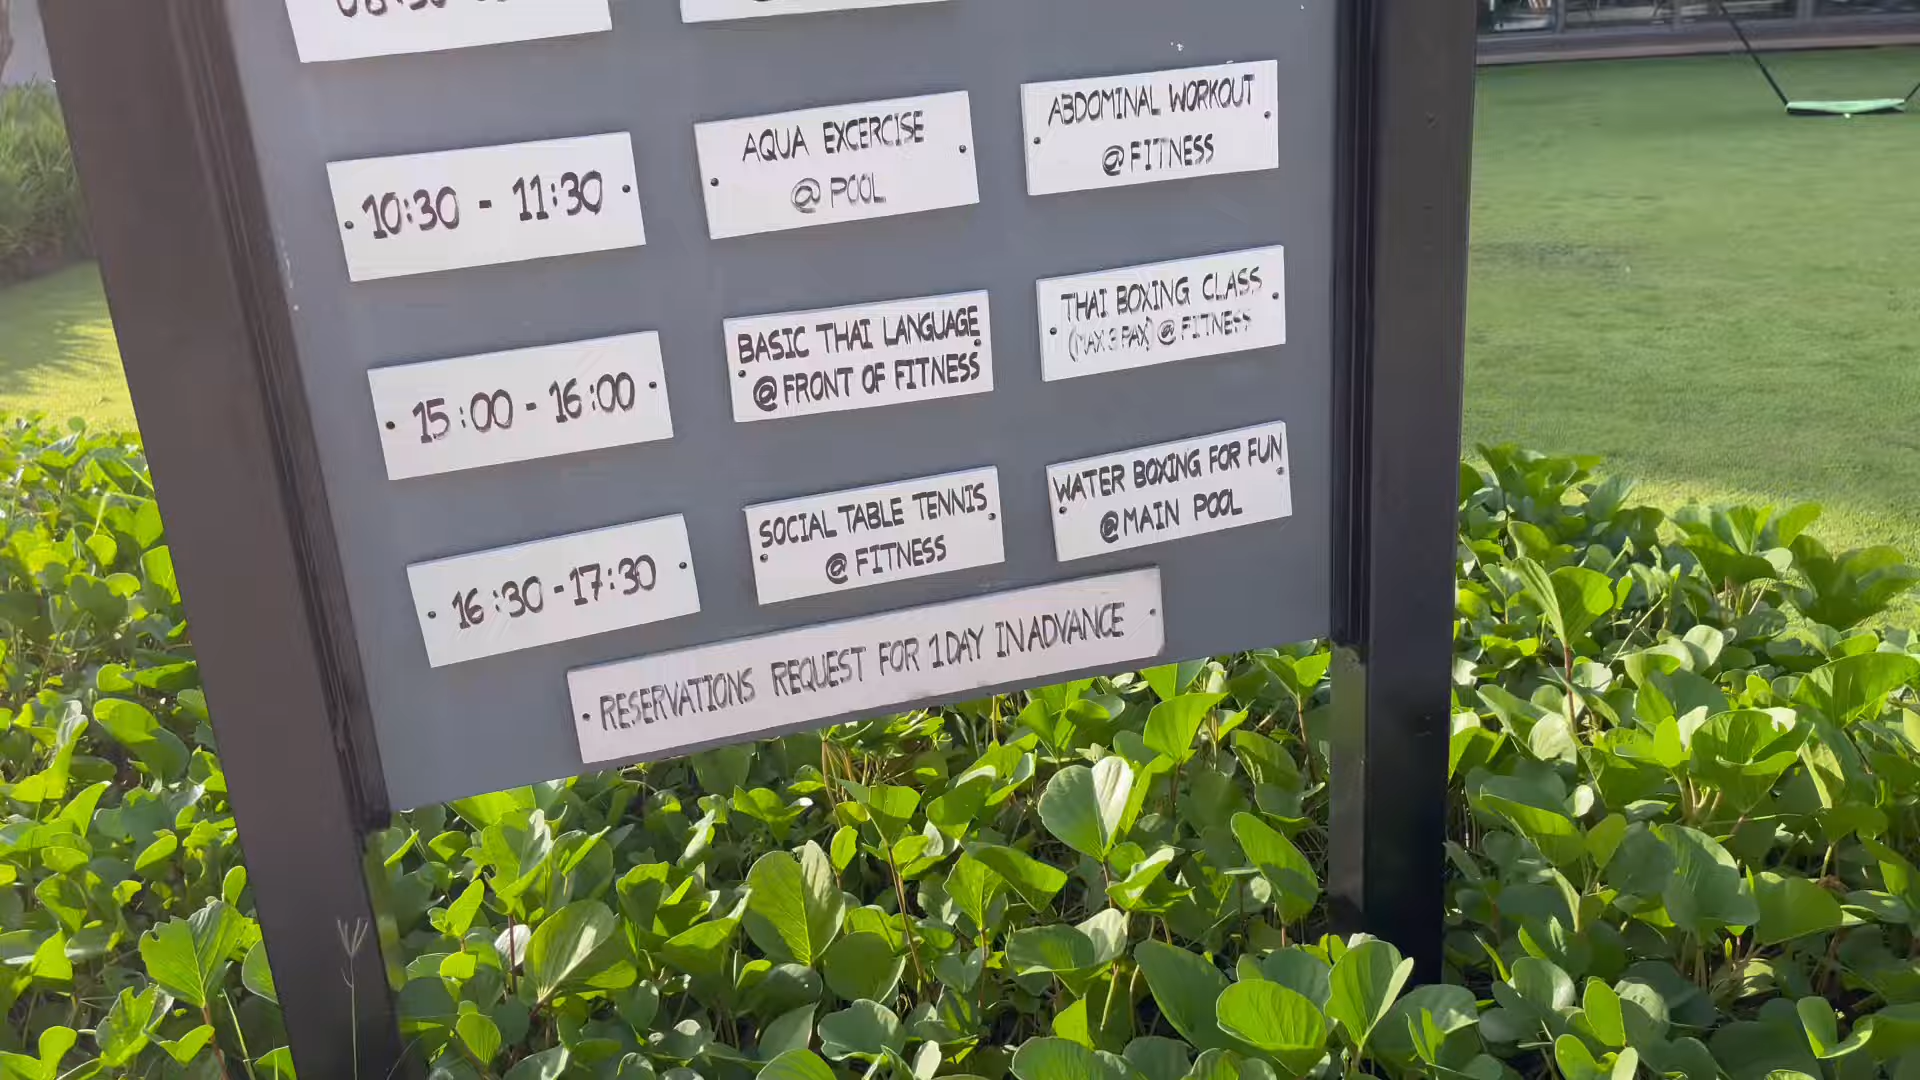 10:30 - 11:30
AQUA EXCERCISE
@ POOL
ABDOMINAL WORKOUT
@ FITNESS
15:00 - 16:00
BASIC THAI LANGUAGE
@ FRONT OF FITNESS
THAI BOXING CLASS
(MAX 3 PAX) @ FITNESS
16:30 - 17:30
SOCIAL TABLE TENNIS
@ FITNESS
WATER BOXING FOR FUN
@ MAIN POOL
RESERVATIONS REQUEST FOR 1 DAY IN ADVANCE